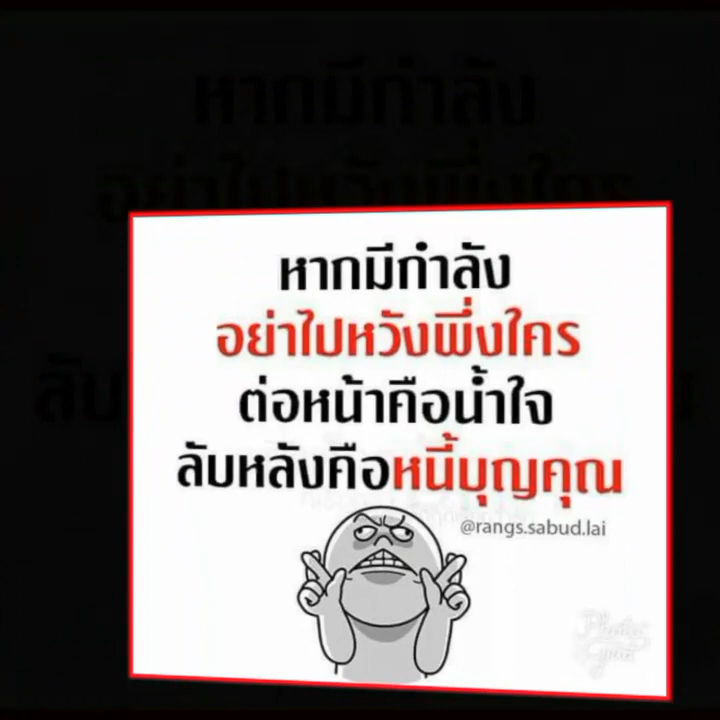 หากมีกำลัง
อย่าไปหวังพึ่งใคร
ต่อหน้าคือน้ำใจ
ลับหลังคือหนี้บุญคุณ
@rangs.sabud.lai